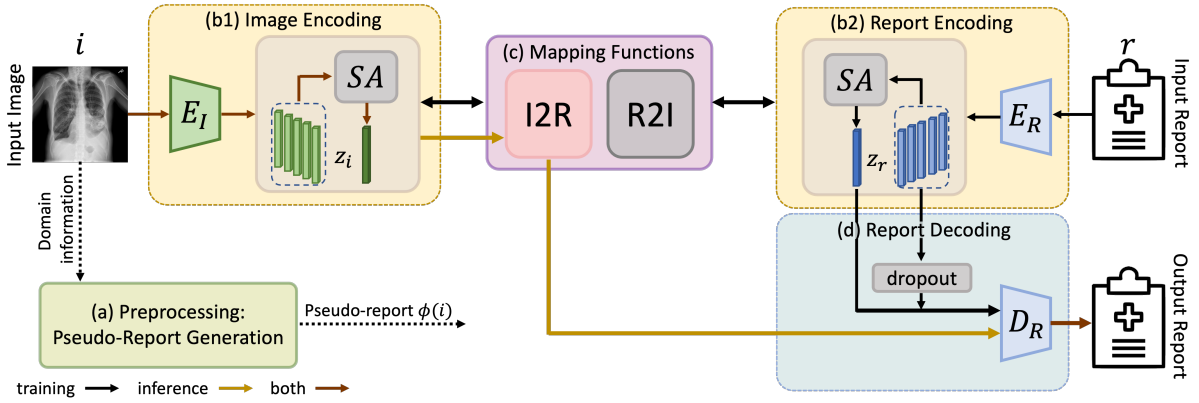 (b1) Image Encoding
(b2) Report Encoding
(c) Mapping Functions
i
r
Input Image
Input Report
E_I
SA
z_i
I2R
R2I
SA
z_r
E_R
Domain
information
(d) Report Decoding
dropout
D_R
Output Report
(a) Preprocessing:
Pseudo-Report Generation
Pseudo-report ϕ(i)
training
inference
both